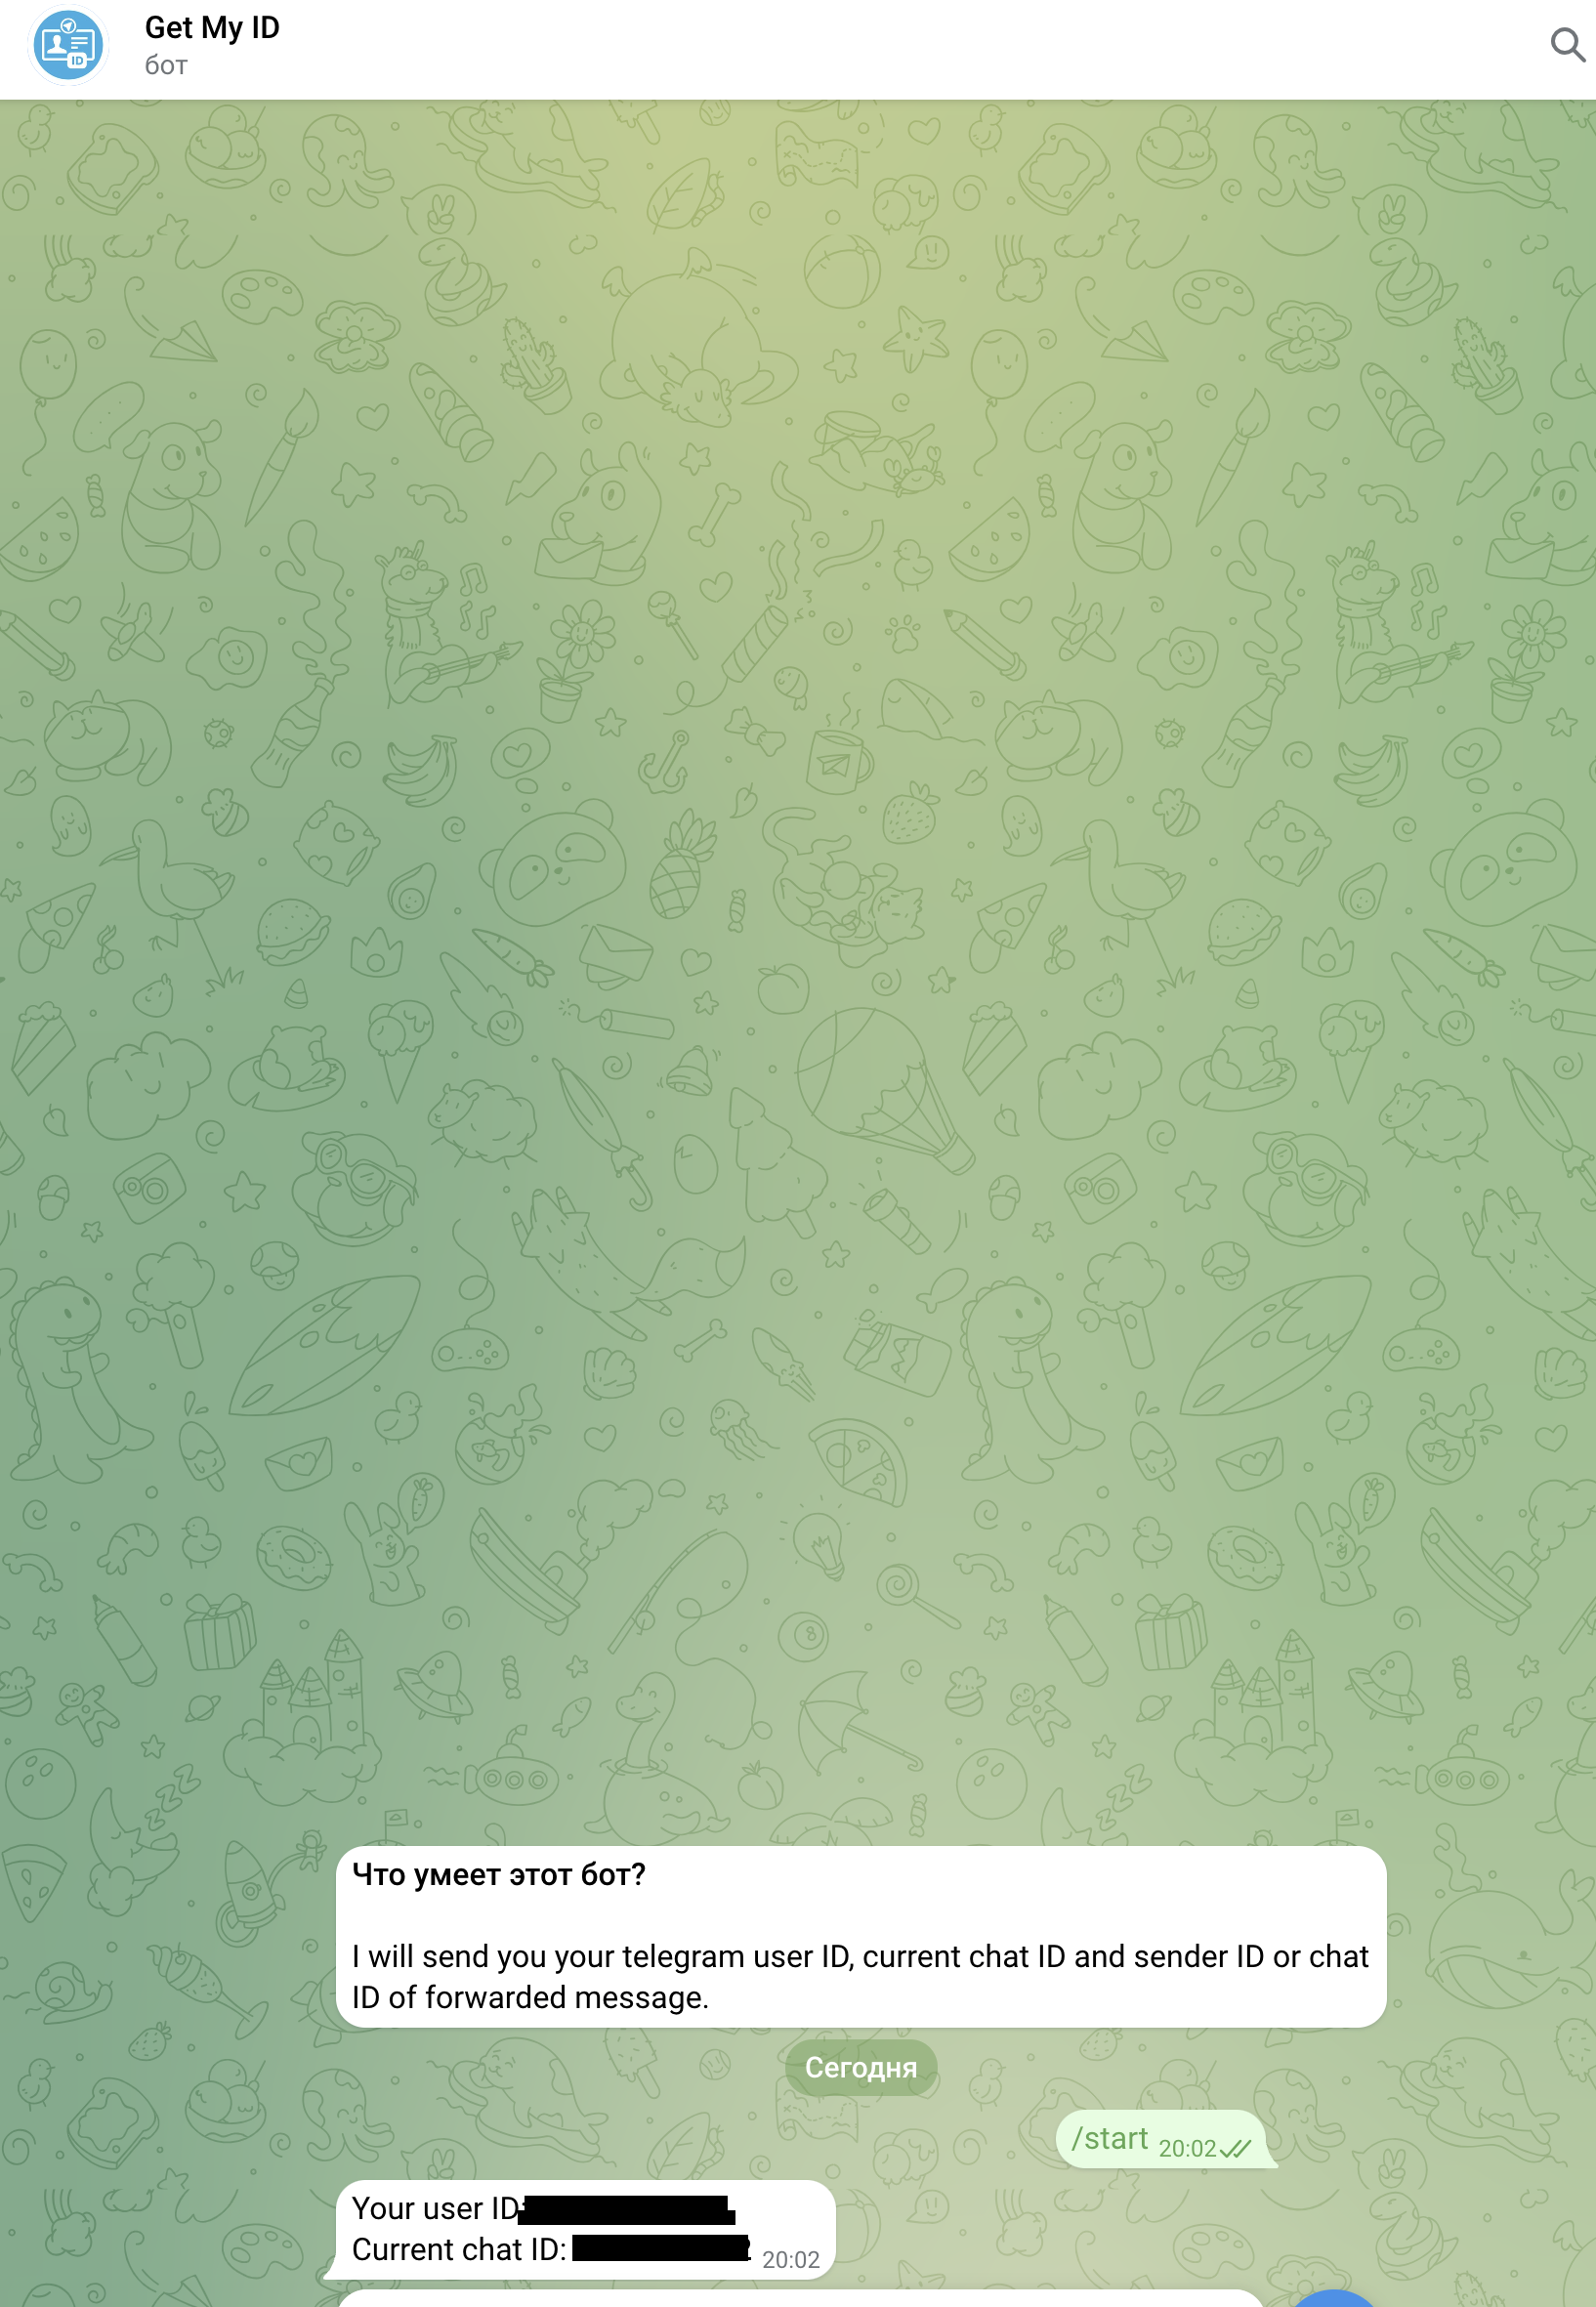 Get My ID
бот
ID
Что умеет этот бот?
I will send you your telegram user ID, current chat ID and sender ID or chat
ID of forwarded message.
Сегодня
/start 20:02
Your user ID:
Current chat ID: 20:02